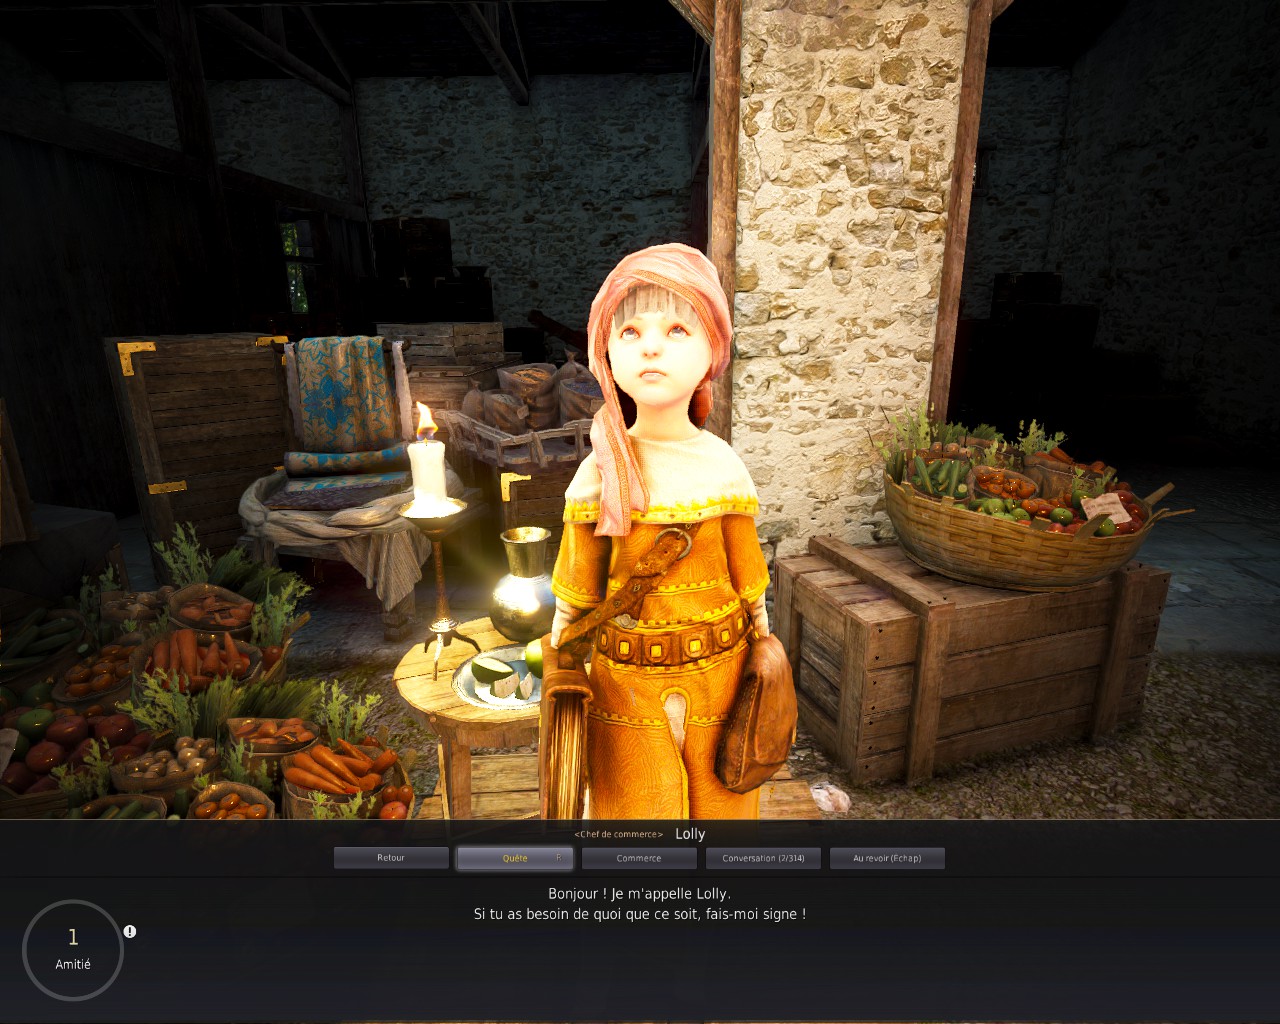 <Chef de commerce> Lolly
Retour Quête R Commerce Conversation (2/314) Au revoir (Échap)
Bonjour ! Je m'appelle Lolly.
Si tu as besoin de quoi que ce soit, fais-moi signe !
1
Amitié